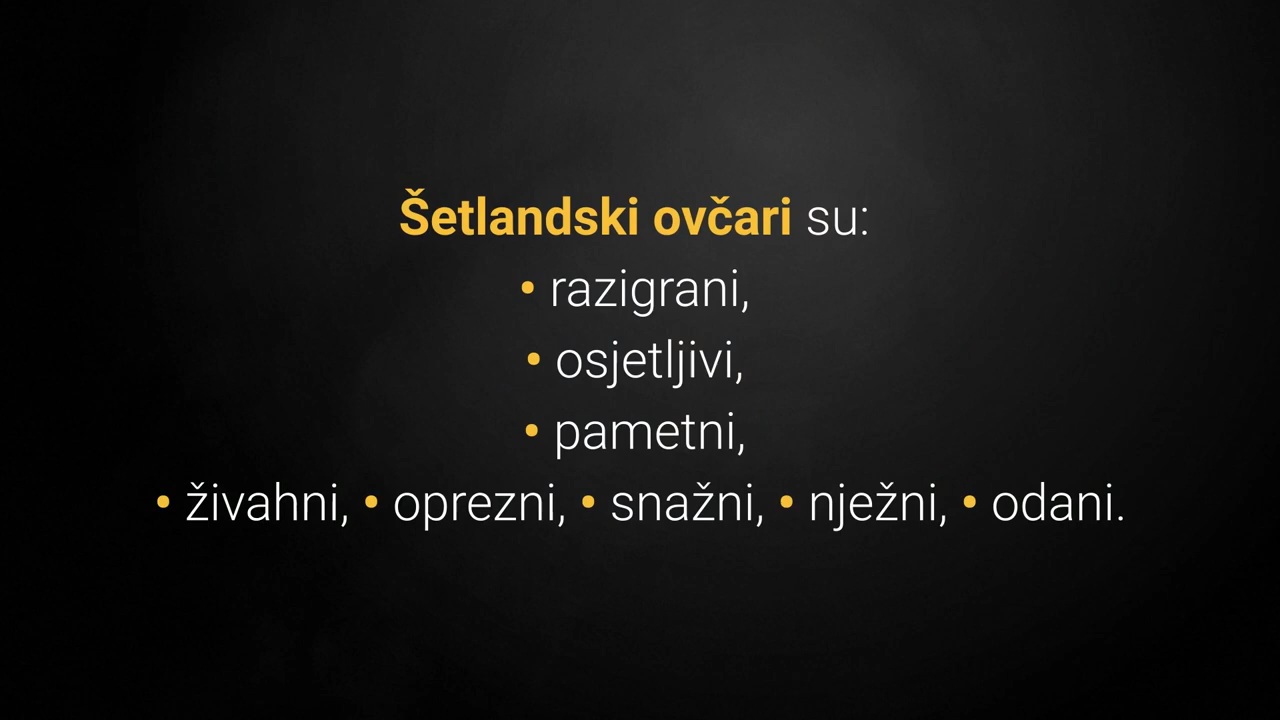 Šetlandski ovčari su:
• razigrani,
• osjetljivi,
• pametni,
• živahni, • oprezni, • snažni, • nježni, • odani.